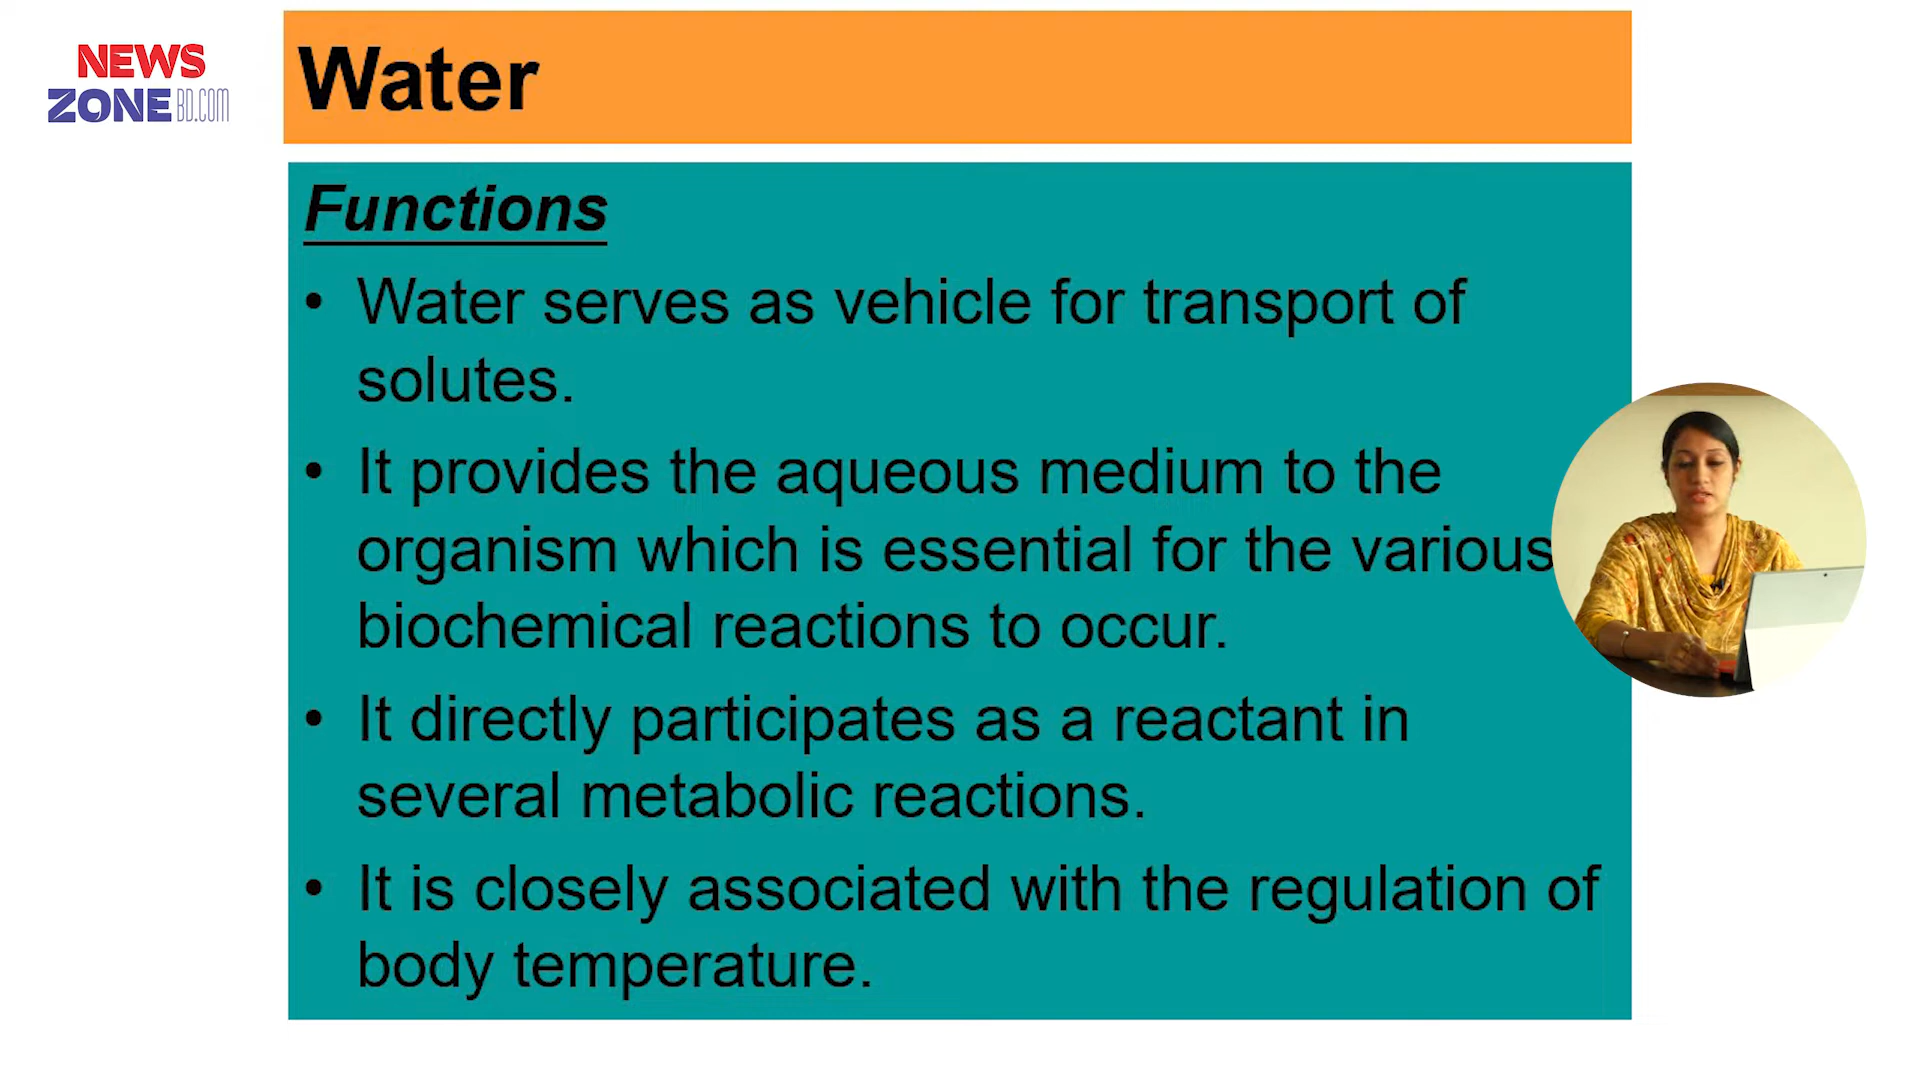 NEWS
ZONE BD.COM
Water
Functions
• Water serves as vehicle for transport of
solutes.
• It provides the aqueous medium to the
organism which is essential for the various
biochemical reactions to occur.
• It directly participates as a reactant in
several metabolic reactions.
• It is closely associated with the regulation of
body temperature.